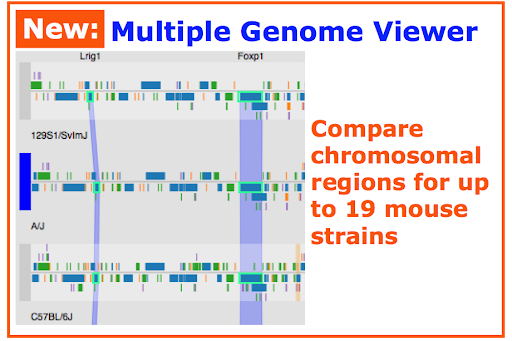 New: Multiple Genome Viewer
Lrig1 Foxp1
129S1/SvImJ
A/J
C57BL/6J
Compare
chromosomal
regions for up
to 19 mouse
strains